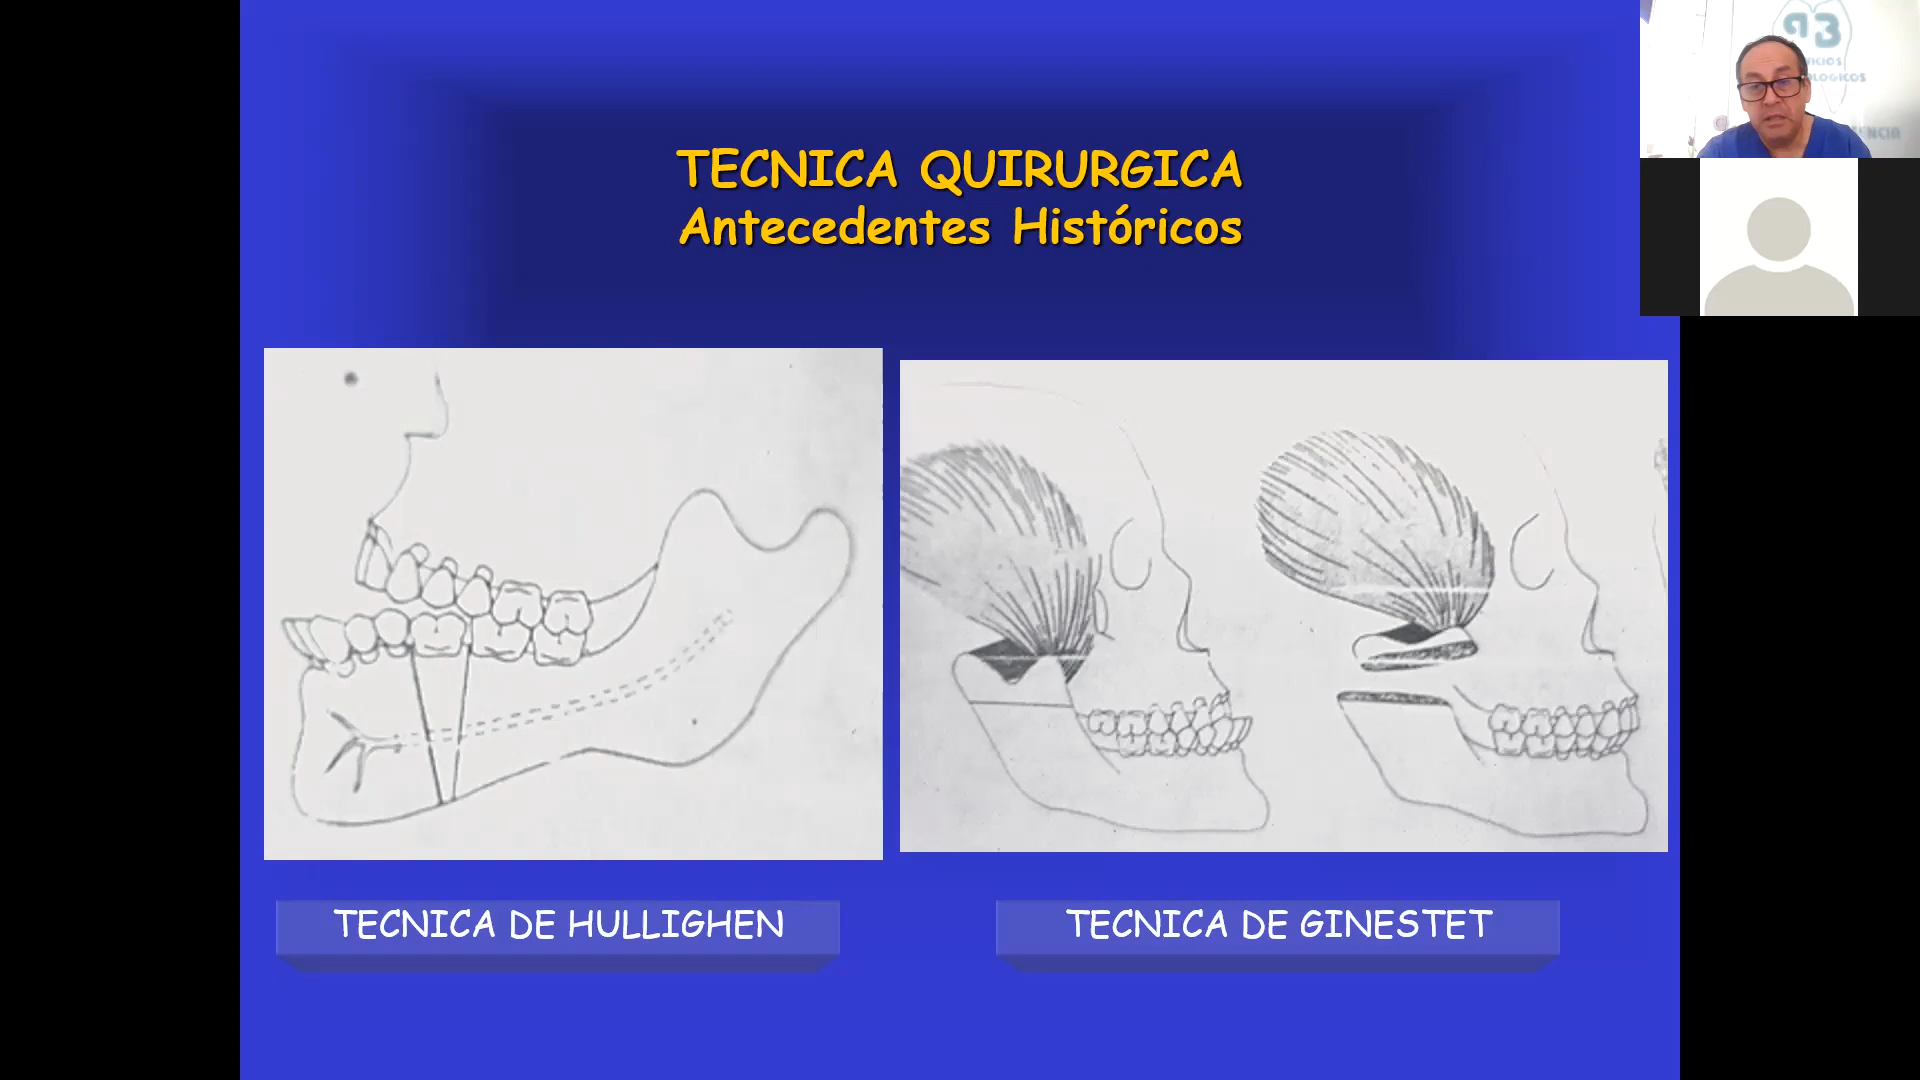 TECNICA QUIRURGICA
Antecedentes Históricos
TECNICA DE HULLIGHEN
TECNICA DE GINESTET